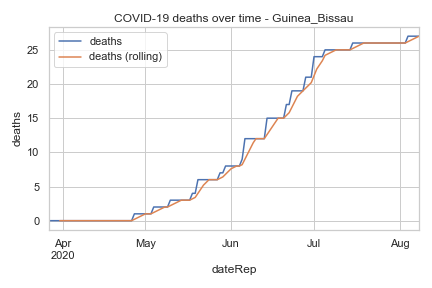 COVID-19 deaths over time - Guinea_Bissau
deaths
deaths (rolling)
deaths
25
20
15
10
5
0
Apr
2020
May
Jun
Jul
Aug
dateRep